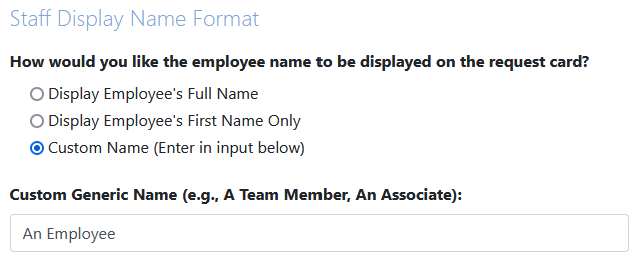 Staff Display Name Format
How would you like the employee name to be displayed on the request card?
Display Employee's Full Name
Display Employee's First Name Only
Custom Name (Enter in input below)
Custom Generic Name (e.g., A Team Member, An Associate):
An Employee